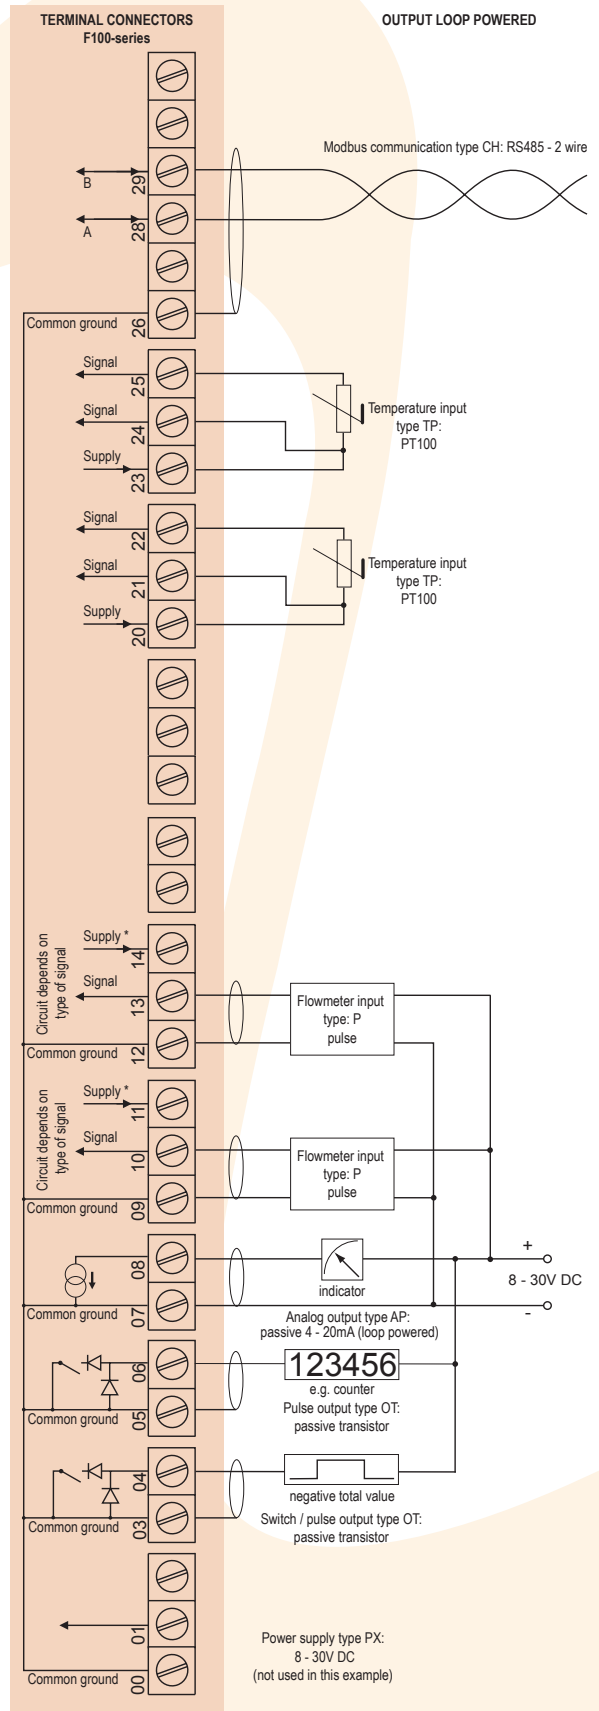 TERMINAL CONNECTORS
F100-series
OUTPUT LOOP POWERED
Modbus communication type CH: RS485 - 2 wire
B
29
A
28
Common ground
26
Signal
25
Signal
24
Supply
23
Temperature input
type TP:
PT100
Signal
22
Signal
21
Supply
20
Temperature input
type TP:
PT100
Circuit depends on
type of signal
Supply *
14
Signal
13
Common ground
12
Flowmeter input
type: P
pulse
Circuit depends on
type of signal
Supply *
11
Signal
10
Common ground
09
Flowmeter input
type: P
pulse
08
indicator
+
8 - 30V DC
-
Common ground
07
Analog output type AP:
passive 4 - 20mA (loop powered)
06
123456
e.g. counter
Common ground
05
Pulse output type OT:
passive transistor
04
negative total value
Common ground
03
Switch / pulse output type OT:
passive transistor
01
Common ground
00
Power supply type PX:
8 - 30V DC
(not used in this example)